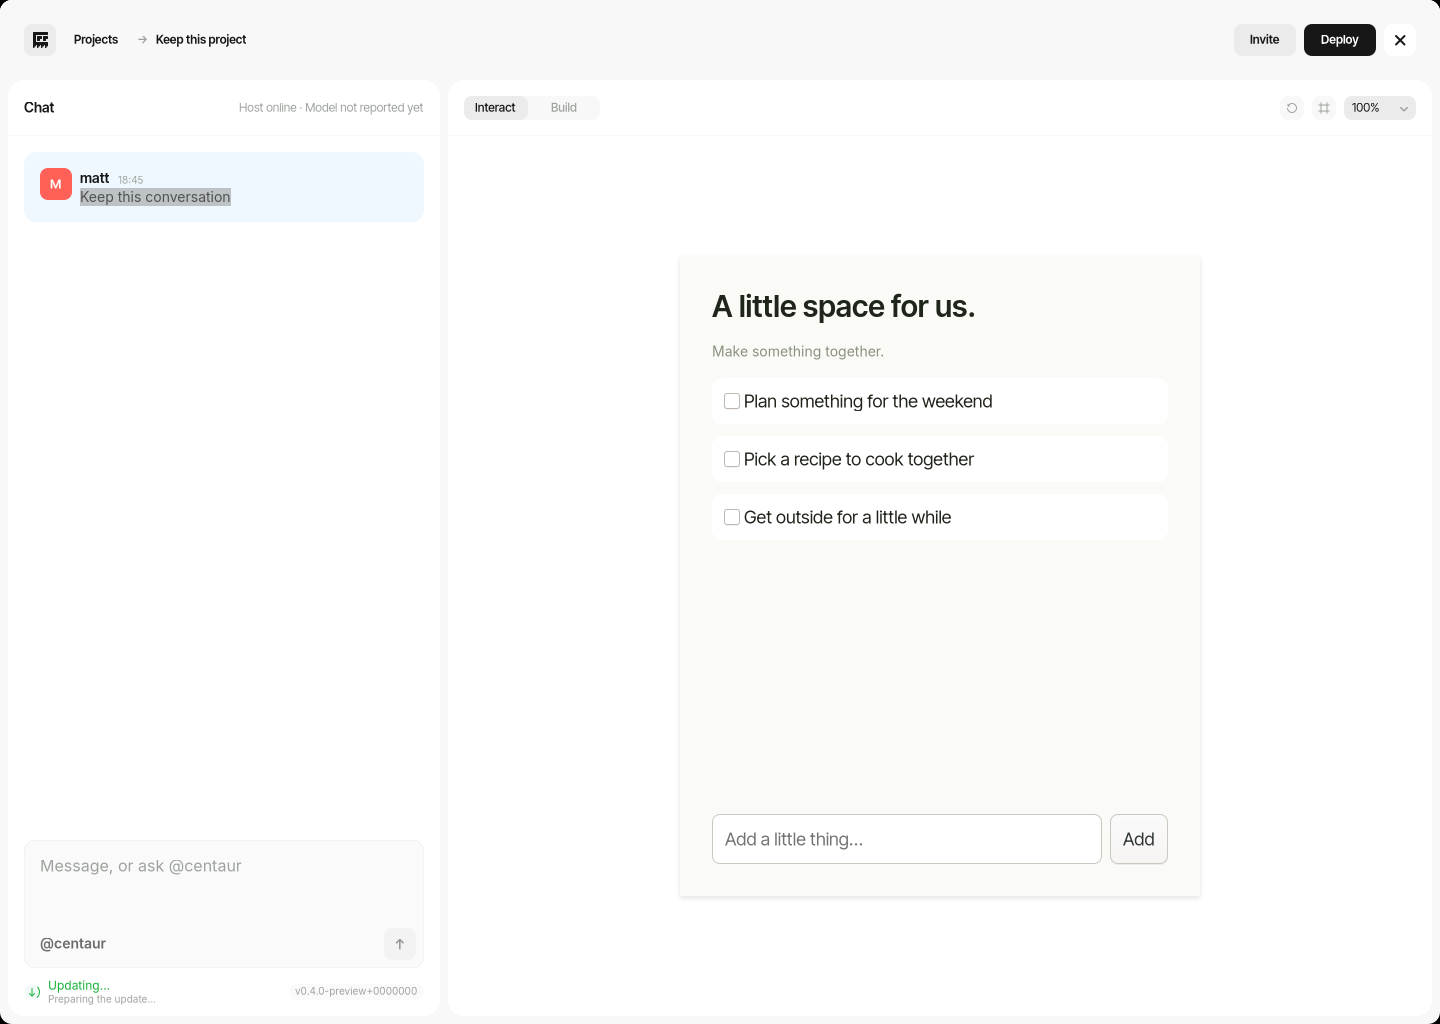 Projects → Keep this project
Invite
Deploy
Chat
Host online · Model not reported yet
Interact
Build
100%
M
matt 18:45
Keep this conversation
A little space for us.
Make something together.
Plan something for the weekend
Pick a recipe to cook together
Get outside for a little while
Add a little thing...
Add
Message, or ask @centaur
@centaur
Updating...
Preparing the update...
v0.4.0-preview+0000000